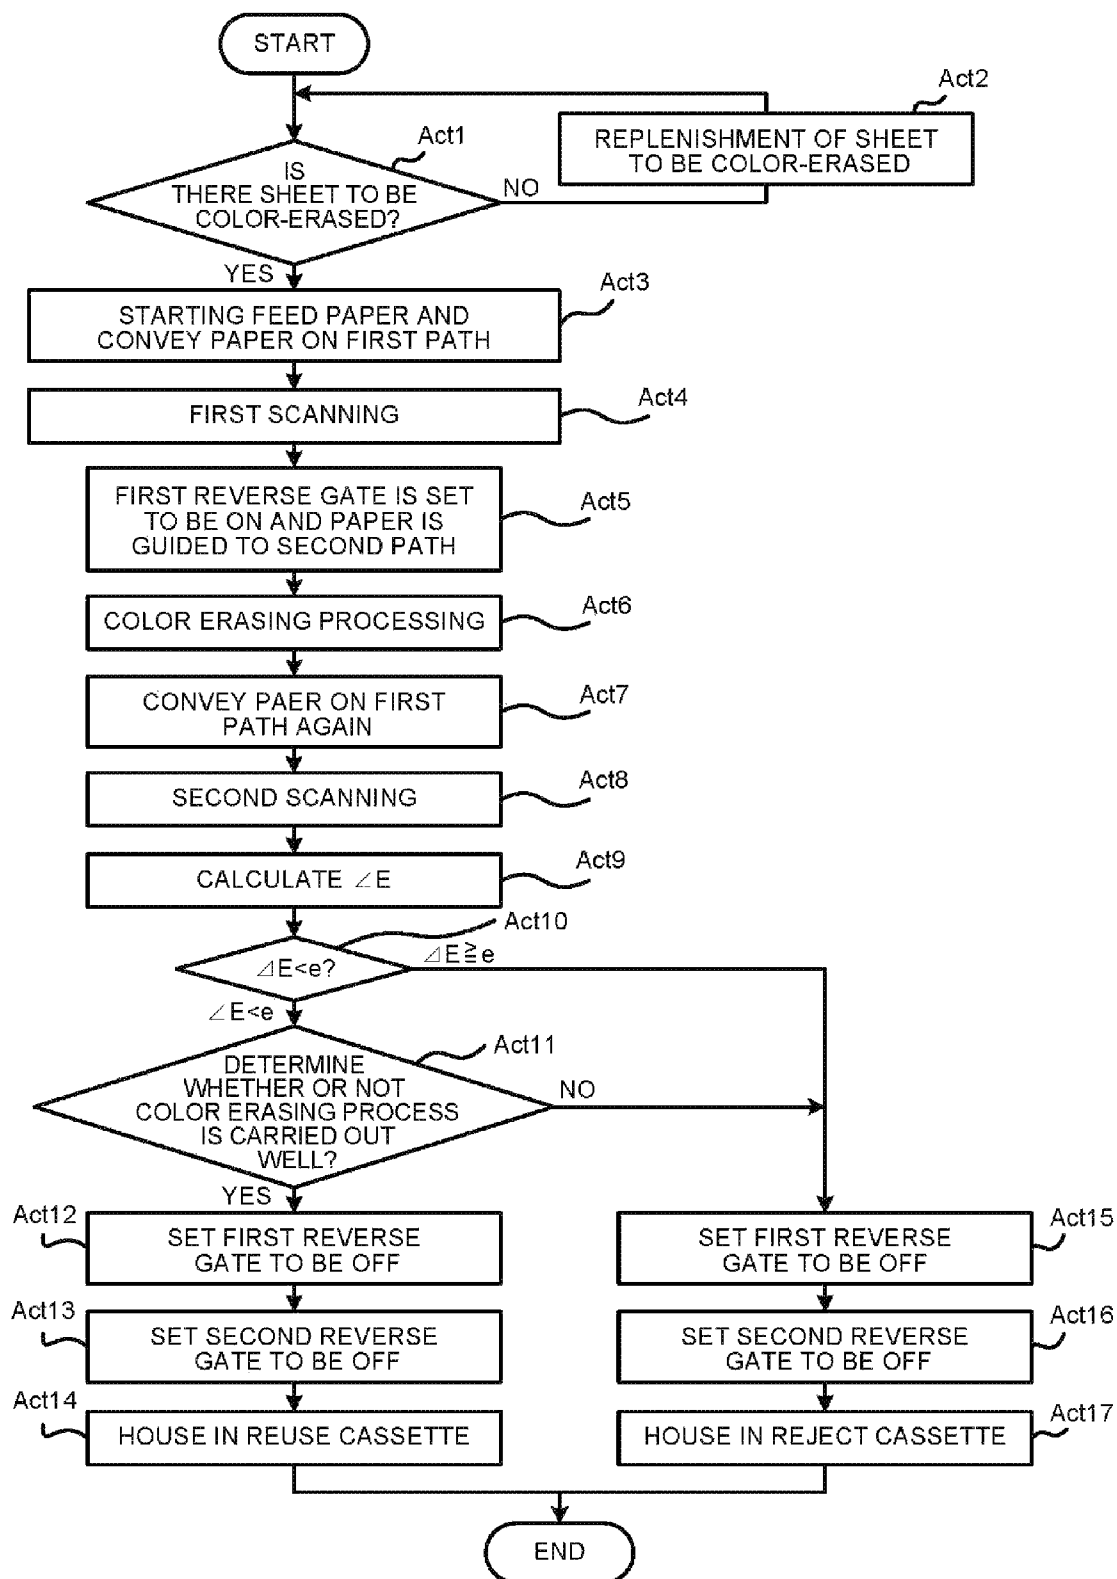 START
Act2
REPLENISHMENT OF SHEET
TO BE COLOR-ERASED
Act1
IS
THERE SHEET TO BE
COLOR-ERASED?
NO
YES
Act3
STARTING FEED PAPER AND
CONVEY PAPER ON FIRST PATH
Act4
FIRST SCANNING
Act5
FIRST REVERSE GATE IS SET
TO BE ON AND PAPER IS
GUIDED TO SECOND PATH
Act6
COLOR ERASING PROCESSING
Act7
CONVEY PAER ON FIRST
PATH AGAIN
Act8
SECOND SCANNING
Act9
CALCULATE ∠E
Act10
⊿E<e?
⊿E≧e
∠E<e
Act11
DETERMINE
WHETHER OR NOT
COLOR ERASING PROCESS
IS CARRIED OUT
WELL?
NO
YES
Act12
SET FIRST REVERSE
GATE TO BE OFF
Act15
SET FIRST REVERSE
GATE TO BE OFF
Act13
SET SECOND REVERSE
GATE TO BE OFF
Act16
SET SECOND REVERSE
GATE TO BE OFF
Act14
HOUSE IN REUSE CASSETTE
Act17
HOUSE IN REJECT CASSETTE
END